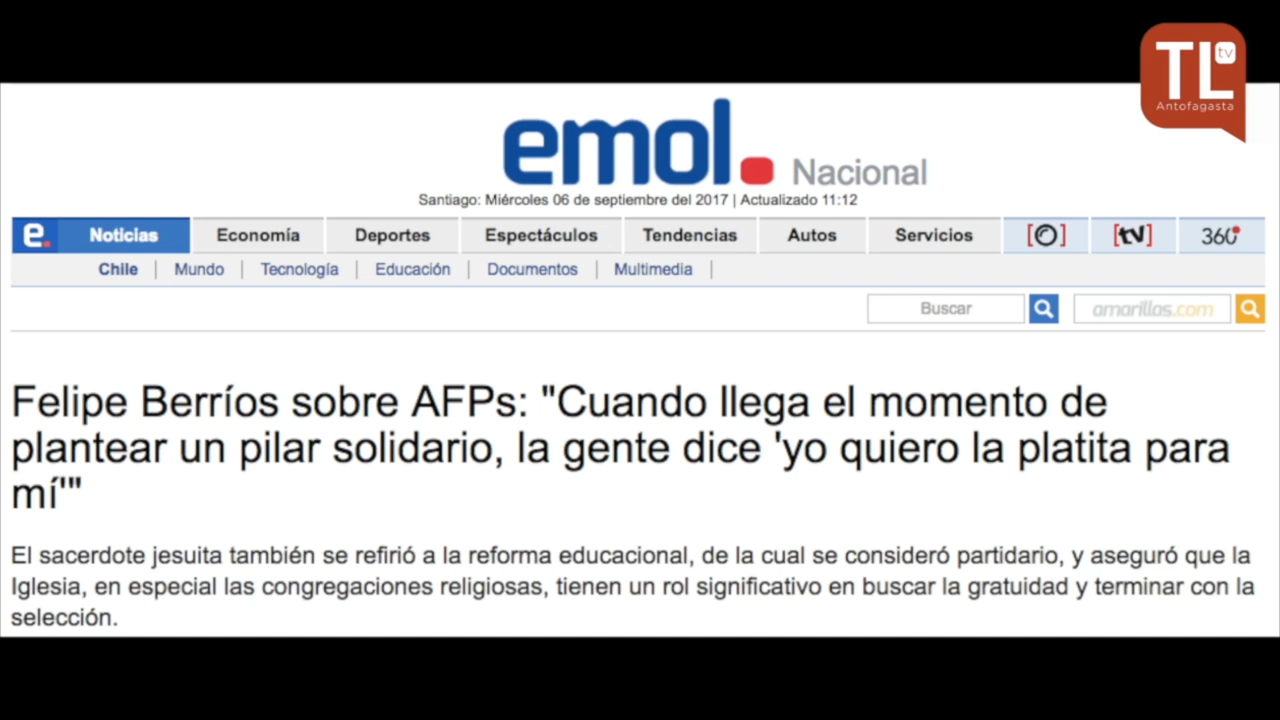 TL tv
Antofagasta
emol. Nacional
Santiago: Miércoles 06 de septiembre del 2017 | Actualizado 11:12
e. Noticias Economía Deportes Espectáculos Tendencias Autos Servicios [O] [tv] 360
Chile | Mundo | Tecnología | Educación | Documentos | Multimedia |
Buscar amarillas.com
Felipe Berríos sobre AFPs: "Cuando llega el momento de
plantear un pilar solidario, la gente dice 'yo quiero la platita para
mí'"
El sacerdote jesuita también se refirió a la reforma educacional, de la cual se consideró partidario, y aseguró que la
Iglesia, en especial las congregaciones religiosas, tienen un rol significativo en buscar la gratuidad y terminar con la
selección.